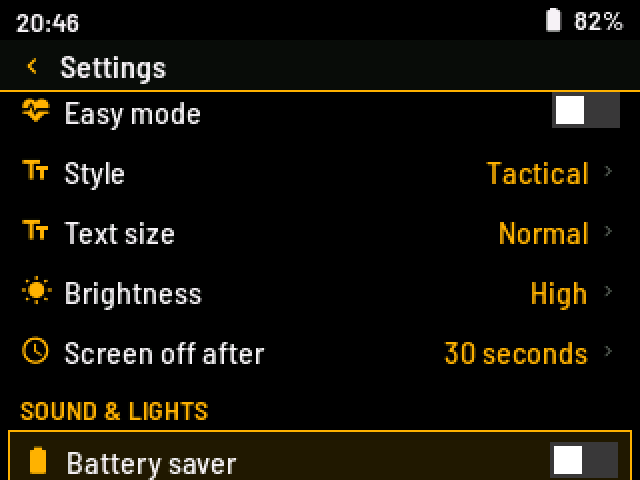 20:46 82%
Settings
Easy mode
Style Tactical
Text size Normal
Brightness High
Screen off after 30 seconds
SOUND & LIGHTS
Battery saver